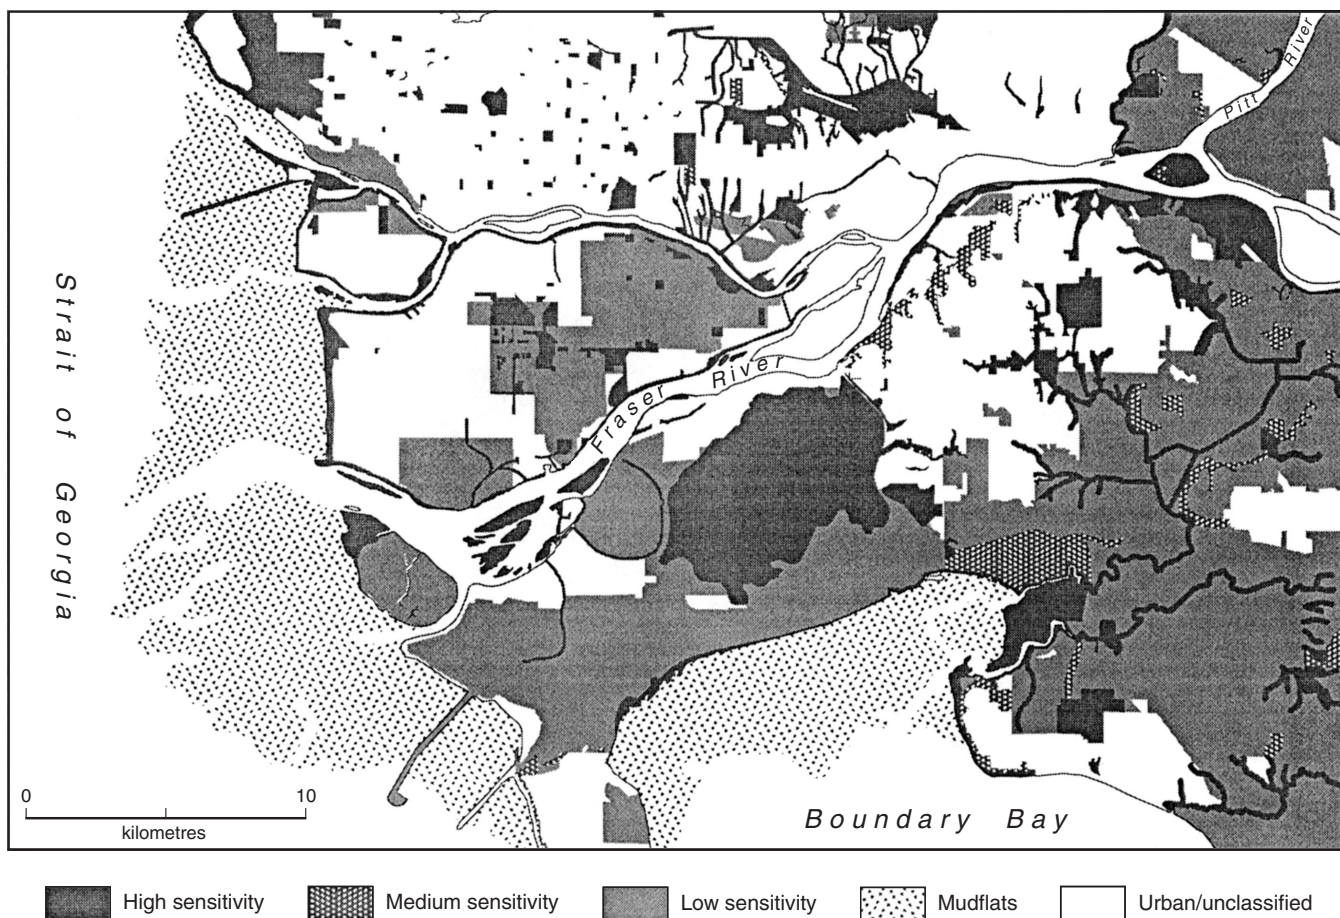 Pitt River
Strait of Georgia
Fraser River
0 10
kilometres
Boundary Bay
High sensitivity
Medium sensitivity
Low sensitivity
Mudflats
Urban/unclassified